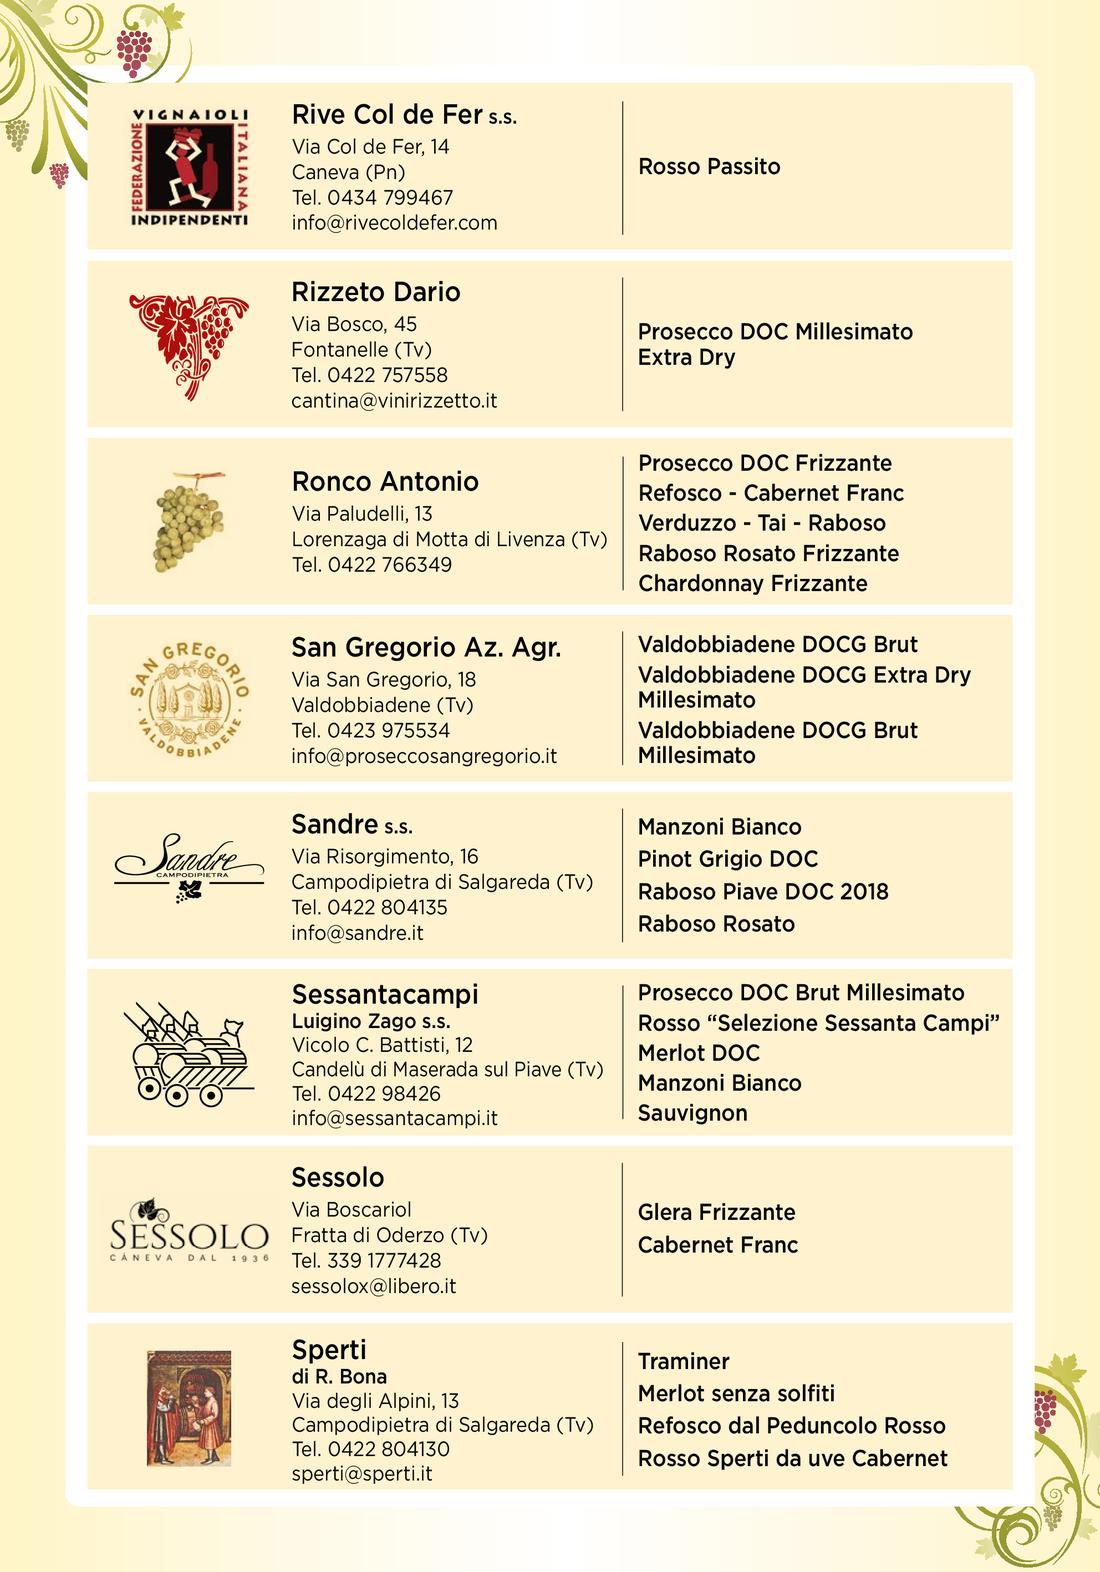 VIGNAIOLI
FEDERAZIONE
ITALIANA
INDIPENDENTI
Rive Col de Fer s.s.
Via Col de Fer, 14
Caneva (Pn)
Tel. 0434 799467
info@rivecoldefer.com
Rosso Passito
Rizzeto Dario
Via Bosco, 45
Fontanelle (Tv)
Tel. 0422 757558
cantina@vinirizzetto.it
Prosecco DOC Millesimato
Extra Dry
Ronco Antonio
Via Paludelli, 13
Lorenzaga di Motta di Livenza (Tv)
Tel. 0422 766349
Prosecco DOC Frizzante
Refosco - Cabernet Franc
Verduzzo - Tai - Raboso
Raboso Rosato Frizzante
Chardonnay Frizzante
SAN GREGORIO
· VALDOBBIADENE ·
San Gregorio Az. Agr.
Via San Gregorio, 18
Valdobbiadene (Tv)
Tel. 0423 975534
info@proseccosangregorio.it
Valdobbiadene DOCG Brut
Valdobbiadene DOCG Extra Dry
Millesimato
Valdobbiadene DOCG Brut
Millesimato
Sandre
CAMPODIPIETRA
Sandre s.s.
Via Risorgimento, 16
Campodipietra di Salgareda (Tv)
Tel. 0422 804135
info@sandre.it
Manzoni Bianco
Pinot Grigio DOC
Raboso Piave DOC 2018
Raboso Rosato
Sessantacampi
Luigino Zago s.s.
Vicolo C. Battisti, 12
Candelù di Maserada sul Piave (Tv)
Tel. 0422 98426
info@sessantacampi.it
Prosecco DOC Brut Millesimato
Rosso “Selezione Sessanta Campi”
Merlot DOC
Manzoni Bianco
Sauvignon
SESSOLO
CÀNEVA DAL 1936
Sessolo
Via Boscariol
Fratta di Oderzo (Tv)
Tel. 339 1777428
sessolox@libero.it
Glera Frizzante
Cabernet Franc
Sperti
di R. Bona
Via degli Alpini, 13
Campodipietra di Salgareda (Tv)
Tel. 0422 804130
sperti@sperti.it
Traminer
Merlot senza solfiti
Refosco dal Peduncolo Rosso
Rosso Sperti da uve Cabernet